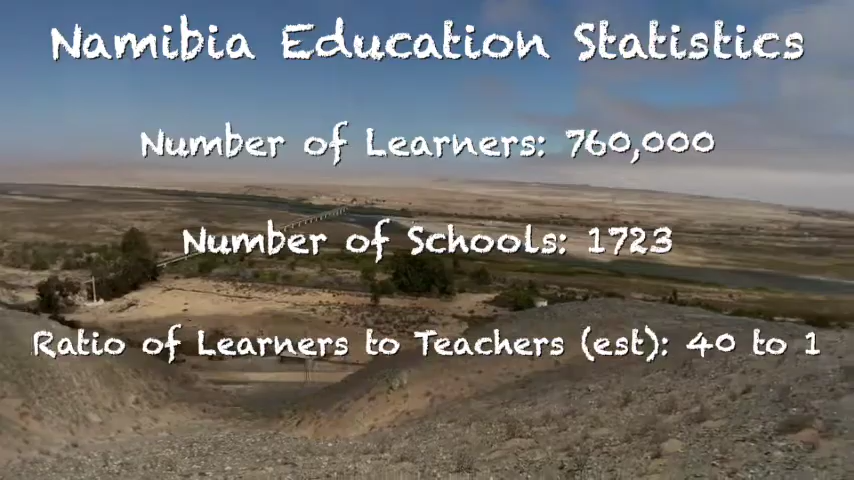 Namibia Education Statistics
Number of Learners: 760,000
Number of Schools: 1723
Ratio of Learners to Teachers (est): 40 to 1